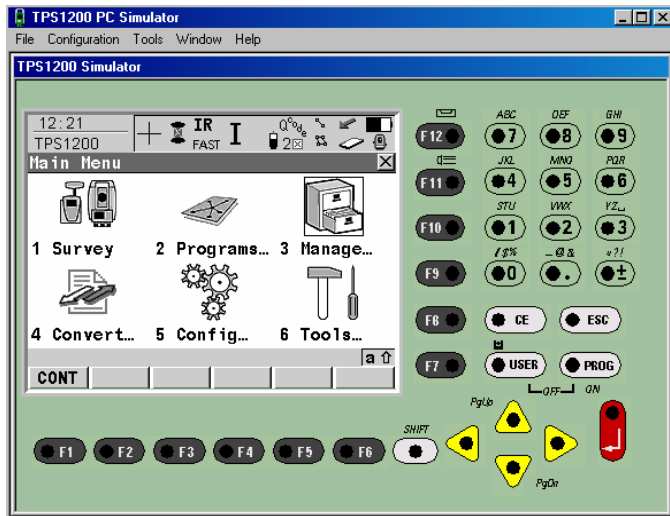 TPS1200 PC Simulator
File Configuration Tools Window Help
TPS1200 Simulator
12:21
TPS1200
IR
FAST
I
2
Main Menu
1 Survey
2 Programs…
3 Manage…
4 Convert…
5 Config…
6 Tools…
a
CONT
F12
F11
F10
F9
F8
F7
ABC DEF GHI
7 8 9
JKL MNO PQR
4 5 6
STU VWX YZ
1 2 3
/$% _@& *?!
0 . ±
CE ESC
USER PROG
OFF ON
PgUp
SHIFT
F1 F2 F3 F4 F5 F6
PgDn